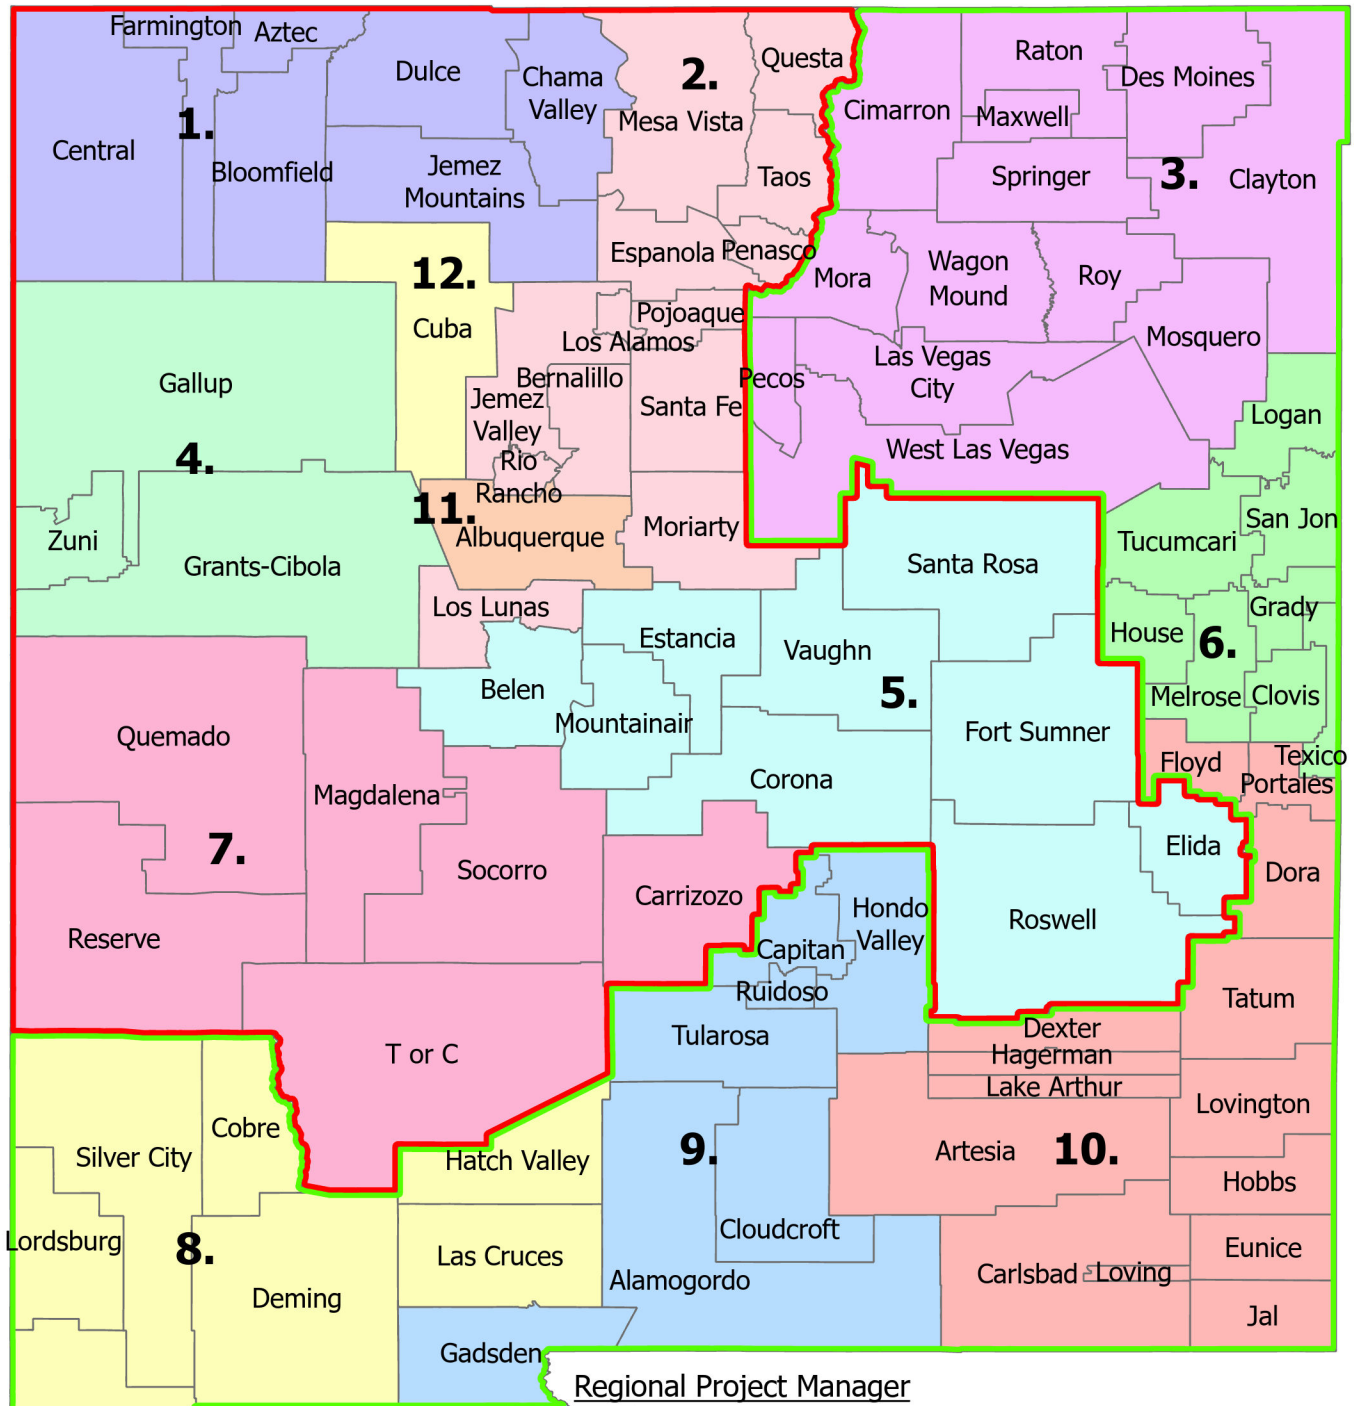 Farmington
Aztec
Dulce
Chama
Valley
2.
Questa
Raton
Des Moines
Cimarron
Maxwell
Mesa Vista
1.
Central
Bloomfield
Jemez
Mountains
Taos
Springer
3.
Clayton
Espanola
Penasco
Mora
Wagon
Mound
Roy
12.
Cuba
Pojoaque
Los Alamos
Mosquero
Gallup
Bernalillo
Jemez
Valley
Santa Fe
Pecos
Las Vegas
City
Logan
4.
Rio
Rancho
West Las Vegas
11.
Albuquerque
Moriarty
San Jon
Zuni
Grants-Cibola
Tucumcari
Santa Rosa
Los Lunas
Estancia
Vaughn
House
6.
Grady
Belen
Mountainair
5.
Melrose
Clovis
Quemado
Fort Sumner
Floyd
Texico
Portales
Magdalena
Corona
7.
Socorro
Carrizozo
Elida
Dora
Reserve
Capitan
Hondo
Valley
Roswell
Ruidoso
Tatum
T or C
Tularosa
Dexter
Hagerman
Lake Arthur
Cobre
Silver City
Hatch Valley
9.
Artesia
10.
Lovington
Hobbs
Lordsburg
8.
Las Cruces
Cloudcroft
Eunice
Deming
Alamogordo
Carlsbad
Loving
Jal
Gadsden
Regional Project Manager